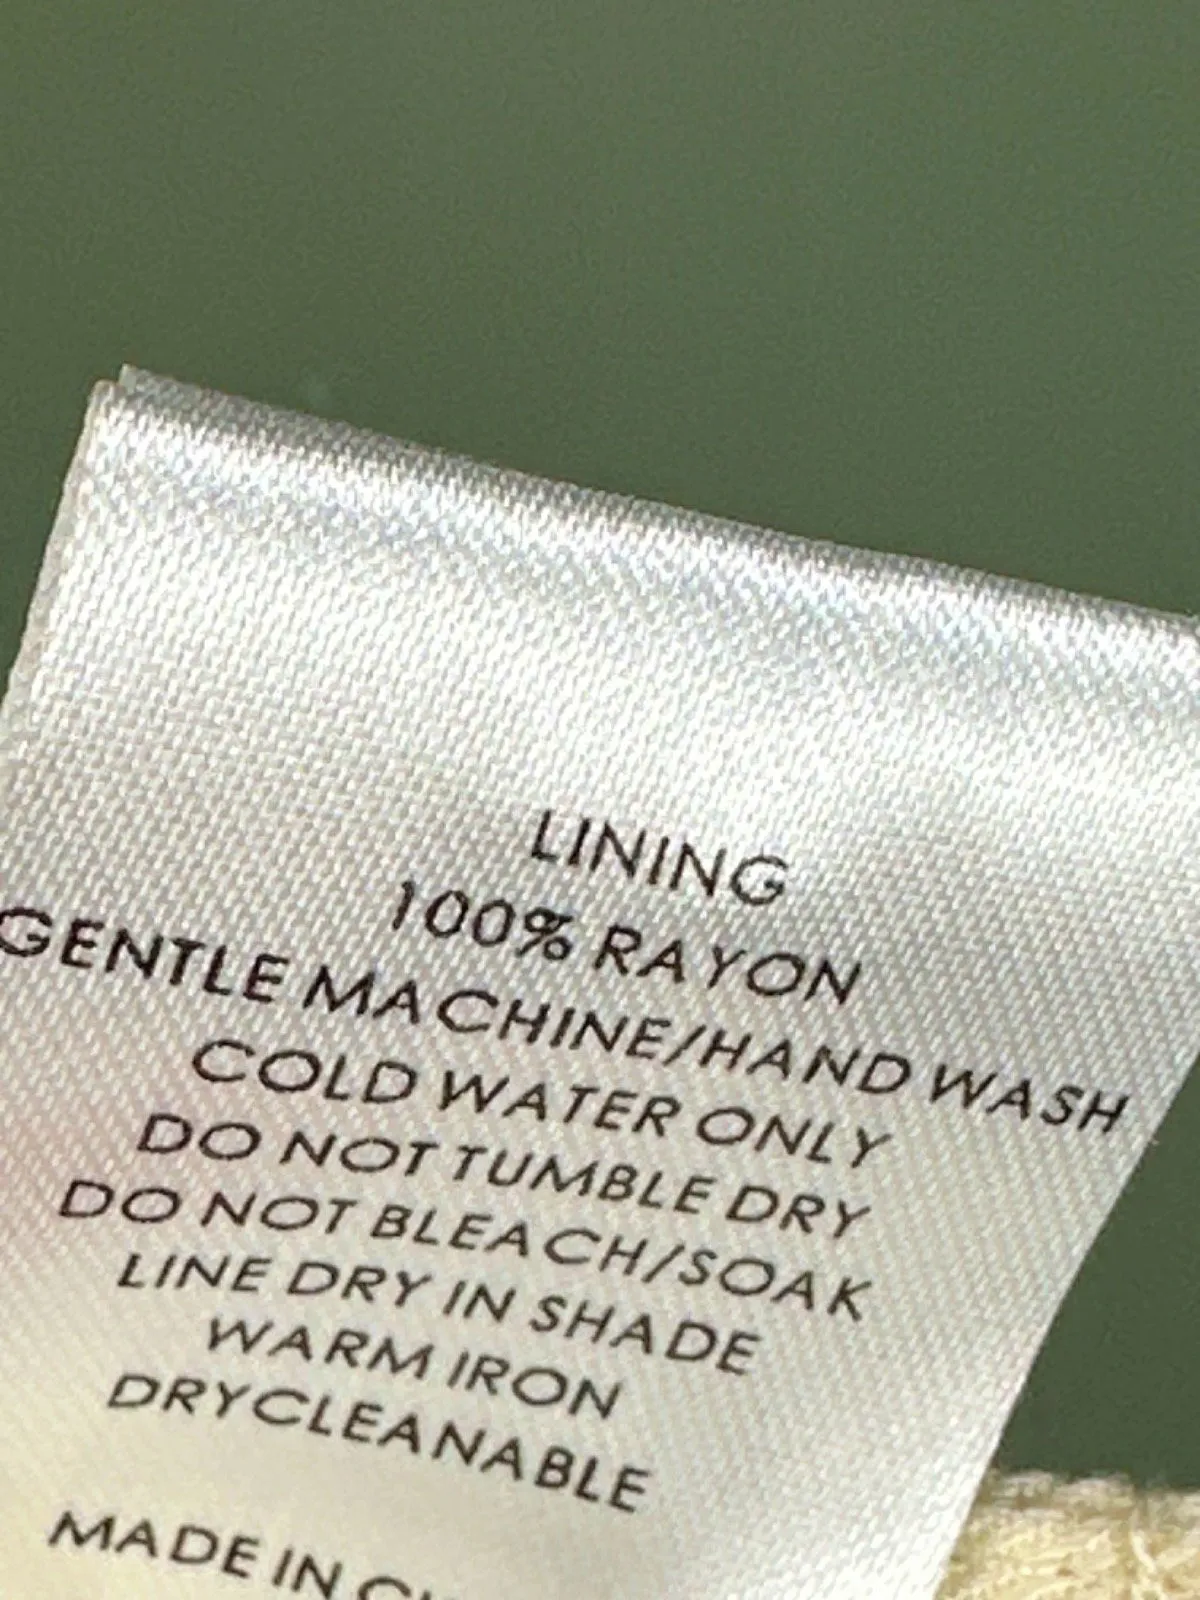 LINING
100% RAYON
GENTLE MACHINE/HAND WASH
COLD WATER ONLY
DO NOT TUMBLE DRY
DO NOT BLEACH/SOAK
LINE DRY IN SHADE
WARM IRON
DRYCLEANABLE
MADE IN